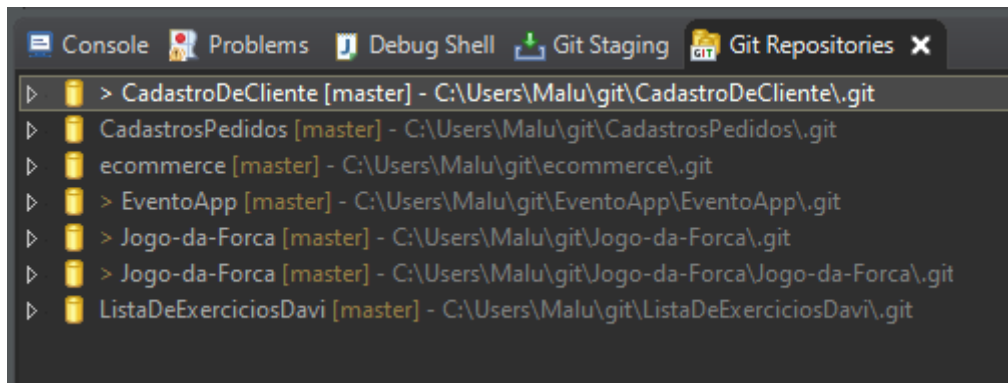 Console Problems Debug Shell Git Staging GIT Git Repositories
> CadastroDeCliente [master] - C:\Users\Malu\git\CadastroDeCliente\.git
CadastrosPedidos [master] - C:\Users\Malu\git\CadastrosPedidos\.git
ecommerce [master] - C:\Users\Malu\git\ecommerce\.git
> EventoApp [master] - C:\Users\Malu\git\EventoApp\EventoApp\.git
> Jogo-da-Forca [master] - C:\Users\Malu\git\Jogo-da-Forca\.git
> Jogo-da-Forca [master] - C:\Users\Malu\git\Jogo-da-Forca\Jogo-da-Forca\.git
ListaDeExerciciosDavi [master] - C:\Users\Malu\git\ListaDeExerciciosDavi\.git